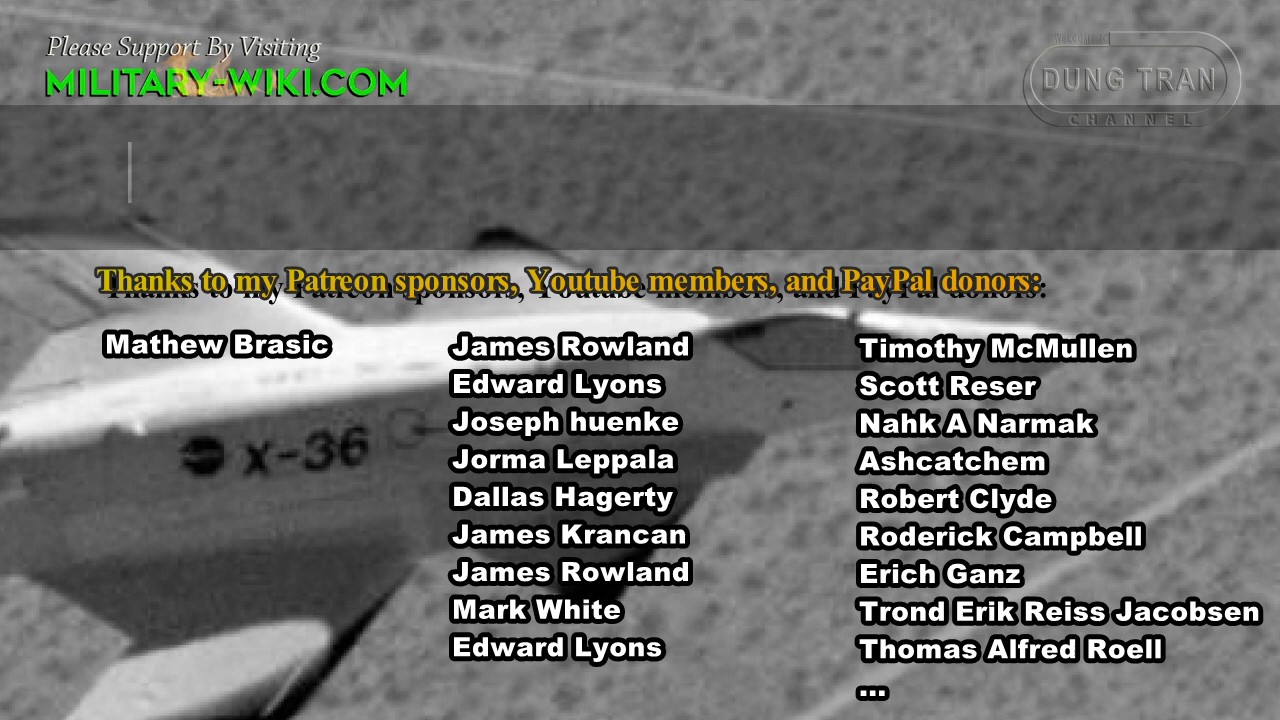 Please Support By Visiting
MILITARY-WIKI.COM
WELCOME TO
DUNG TRAN
CHANNEL
Thanks to my Patreon sponsors, Youtube members, and PayPal donors:
Mathew Brasic
James Rowland
Edward Lyons
Joseph huenke
Jorma Leppala
Dallas Hagerty
James Krancan
James Rowland
Mark White
Edward Lyons
Timothy McMullen
Scott Reser
Nahk A Narmak
Ashcatchem
Robert Clyde
Roderick Campbell
Erich Ganz
Trond Erik Reiss Jacobsen
Thomas Alfred Roell
...
x-36